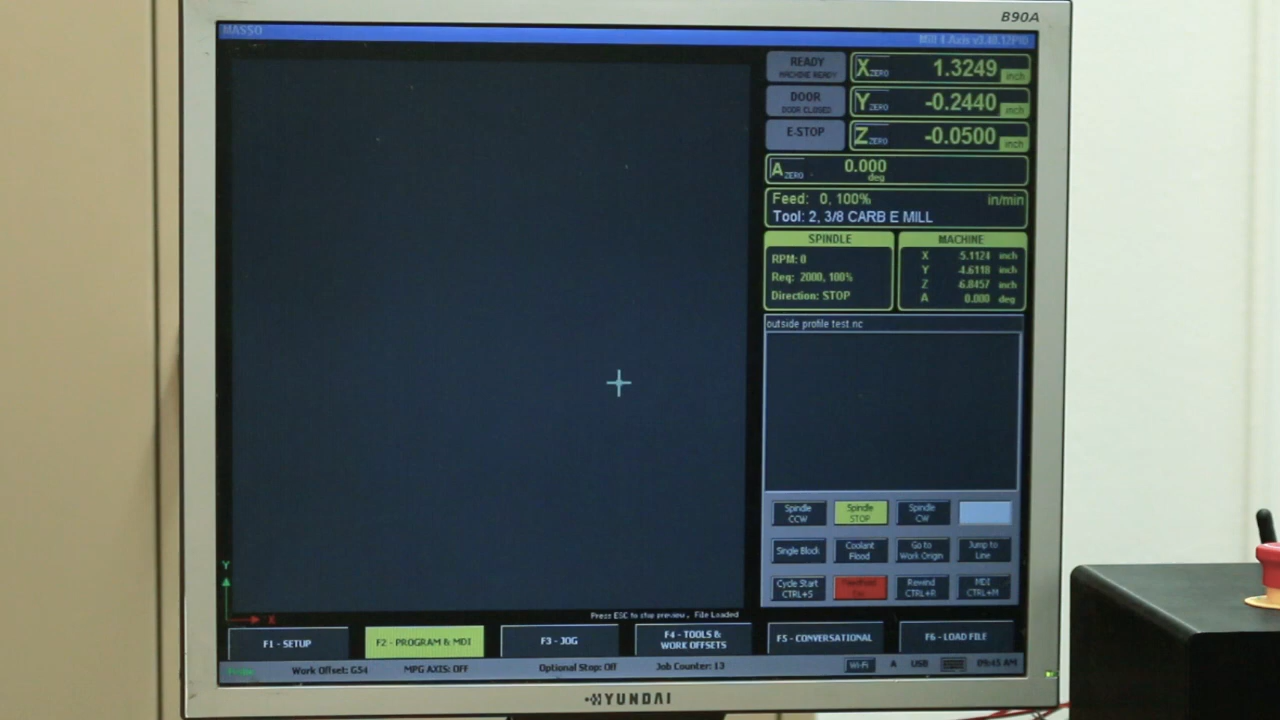 B90A
MASSO
READY
MACHINE READY
X ZERO 1.3249 inch
DOOR
DOOR CLOSED
Y ZERO -0.2440 inch
E-STOP
Z ZERO -0.0500 inch
A ZERO 0.000
deg
Feed: 0, 100% in/min
Tool: 2, 3/8 CARB E MILL
SPINDLE
RPM: 0
Req: 2000, 100%
Direction: STOP
MACHINE
X 5.1124 inch
Y -4.6118 inch
Z -6.8457 inch
A 0.000 deg
outside profile test.nc
Spindle CCW
Spindle STOP
Spindle CW
Single Block
Coolant Flood
Go to Work Origin
Jump to Line
Cycle Start CTRL+S
Feedhold
Rewind CTRL+R
MDI CTRL+M
Y
X
Press ESC to stop preview. File Loaded
F1 - SETUP
F2 - PROGRAM & MDI
F3 - JOG
F4 - TOOLS & WORK OFFSETS
F5 - CONVERSATIONAL
F6 - LOAD FILE
Work Offset: G54
MPG AXIS: OFF
Optional Stop: Off
Job Counter: 13
Wi-Fi
A
USB
09:45 AM
HYUNDAI